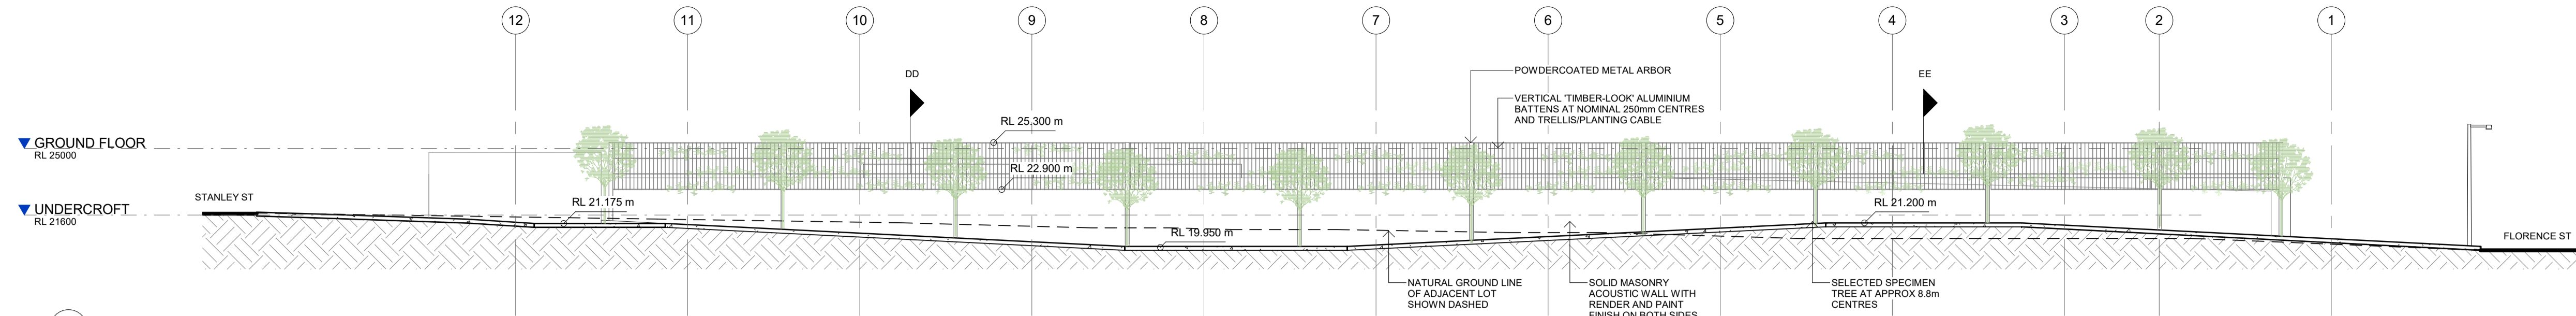 12
11
10
9
8
7
6
5
4
3
2
1
DD
EE
POWDERCOATED METAL ARBOR
VERTICAL 'TIMBER-LOOK' ALUMINIUM
BATTENS AT NOMINAL 250mm CENTRES
AND TRELLIS/PLANTING CABLE
RL 25.300 m
GROUND FLOOR
RL 25000
RL 22.900 m
STANLEY ST
RL 21.175 m
RL 21.200 m
UNDERCROFT
RL 21600
RL 19.950 m
FLORENCE ST
NATURAL GROUND LINE
OF ADJACENT LOT
SHOWN DASHED
SOLID MASONRY
ACOUSTIC WALL WITH
RENDER AND PAINT
FINISH ON BOTH SIDES
SELECTED SPECIMEN
TREE AT APPROX 8.8m
CENTRES